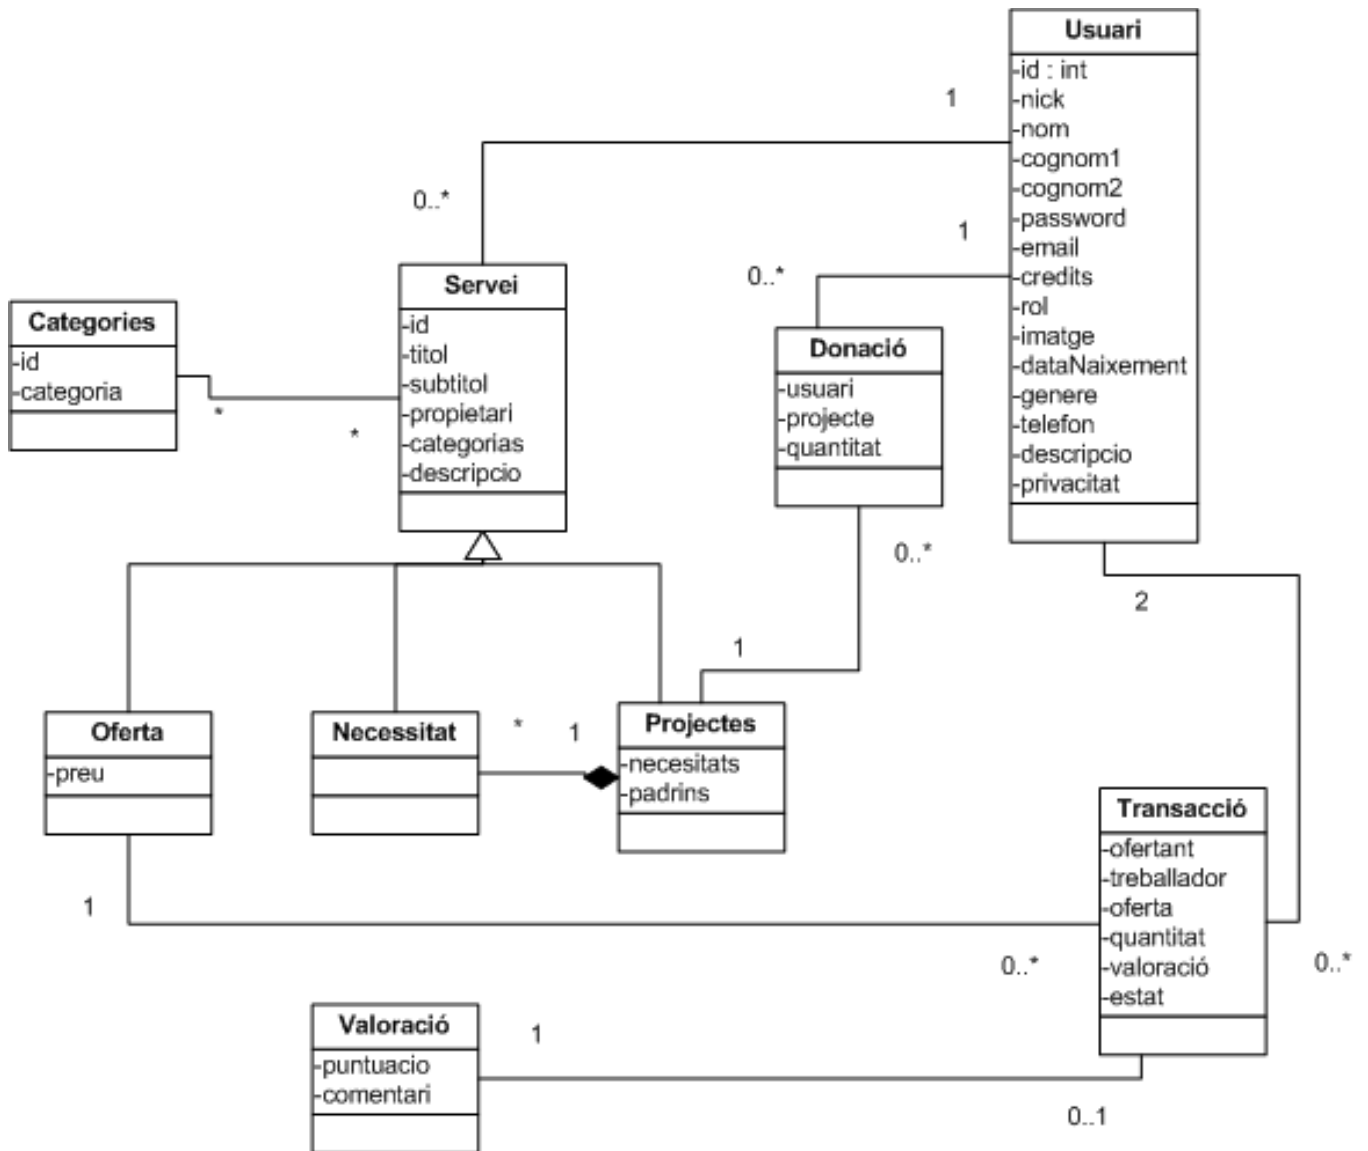 Usuari
-id : int
-nick
-nom
-cognom1
-cognom2
-password
-email
-credits
-rol
-imatge
-dataNaixement
-genere
-telefon
-descripcio
-privacitat
1
0..*
1
0..*
Servei
-id
-titol
-subtitol
-propietari
-categorias
-descripcio
Categories
-id
-categoria
*
*
Donació
-usuari
-projecte
-quantitat
0..*
2
1
Oferta
-preu
Necessitat
*
1
Projectes
-necesitats
-padrins
Transacció
-ofertant
-treballador
-oferta
-quantitat
-valoració
-estat
1
0..*
0..*
Valoració
-puntuacio
-comentari
1
0..1